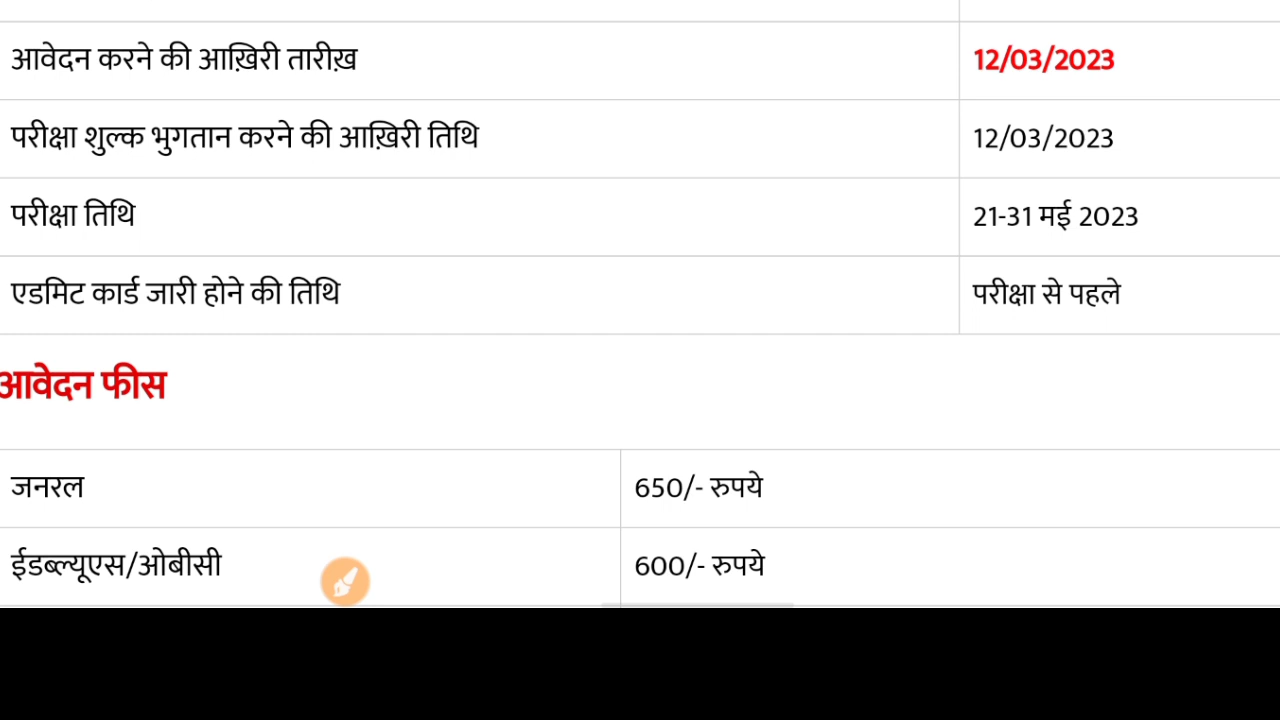 आवेदन करने की आख़िरी तारीख़ 12/03/2023
परीक्षा शुल्क भुगतान करने की आख़िरी तिथि 12/03/2023
परीक्षा तिथि 21-31 मई 2023
एडमिट कार्ड जारी होने की तिथि परीक्षा से पहले
आवेदन फीस
जनरल 650/- रुपये
ईडब्ल्यूएस/ओबीसी 600/- रुपये